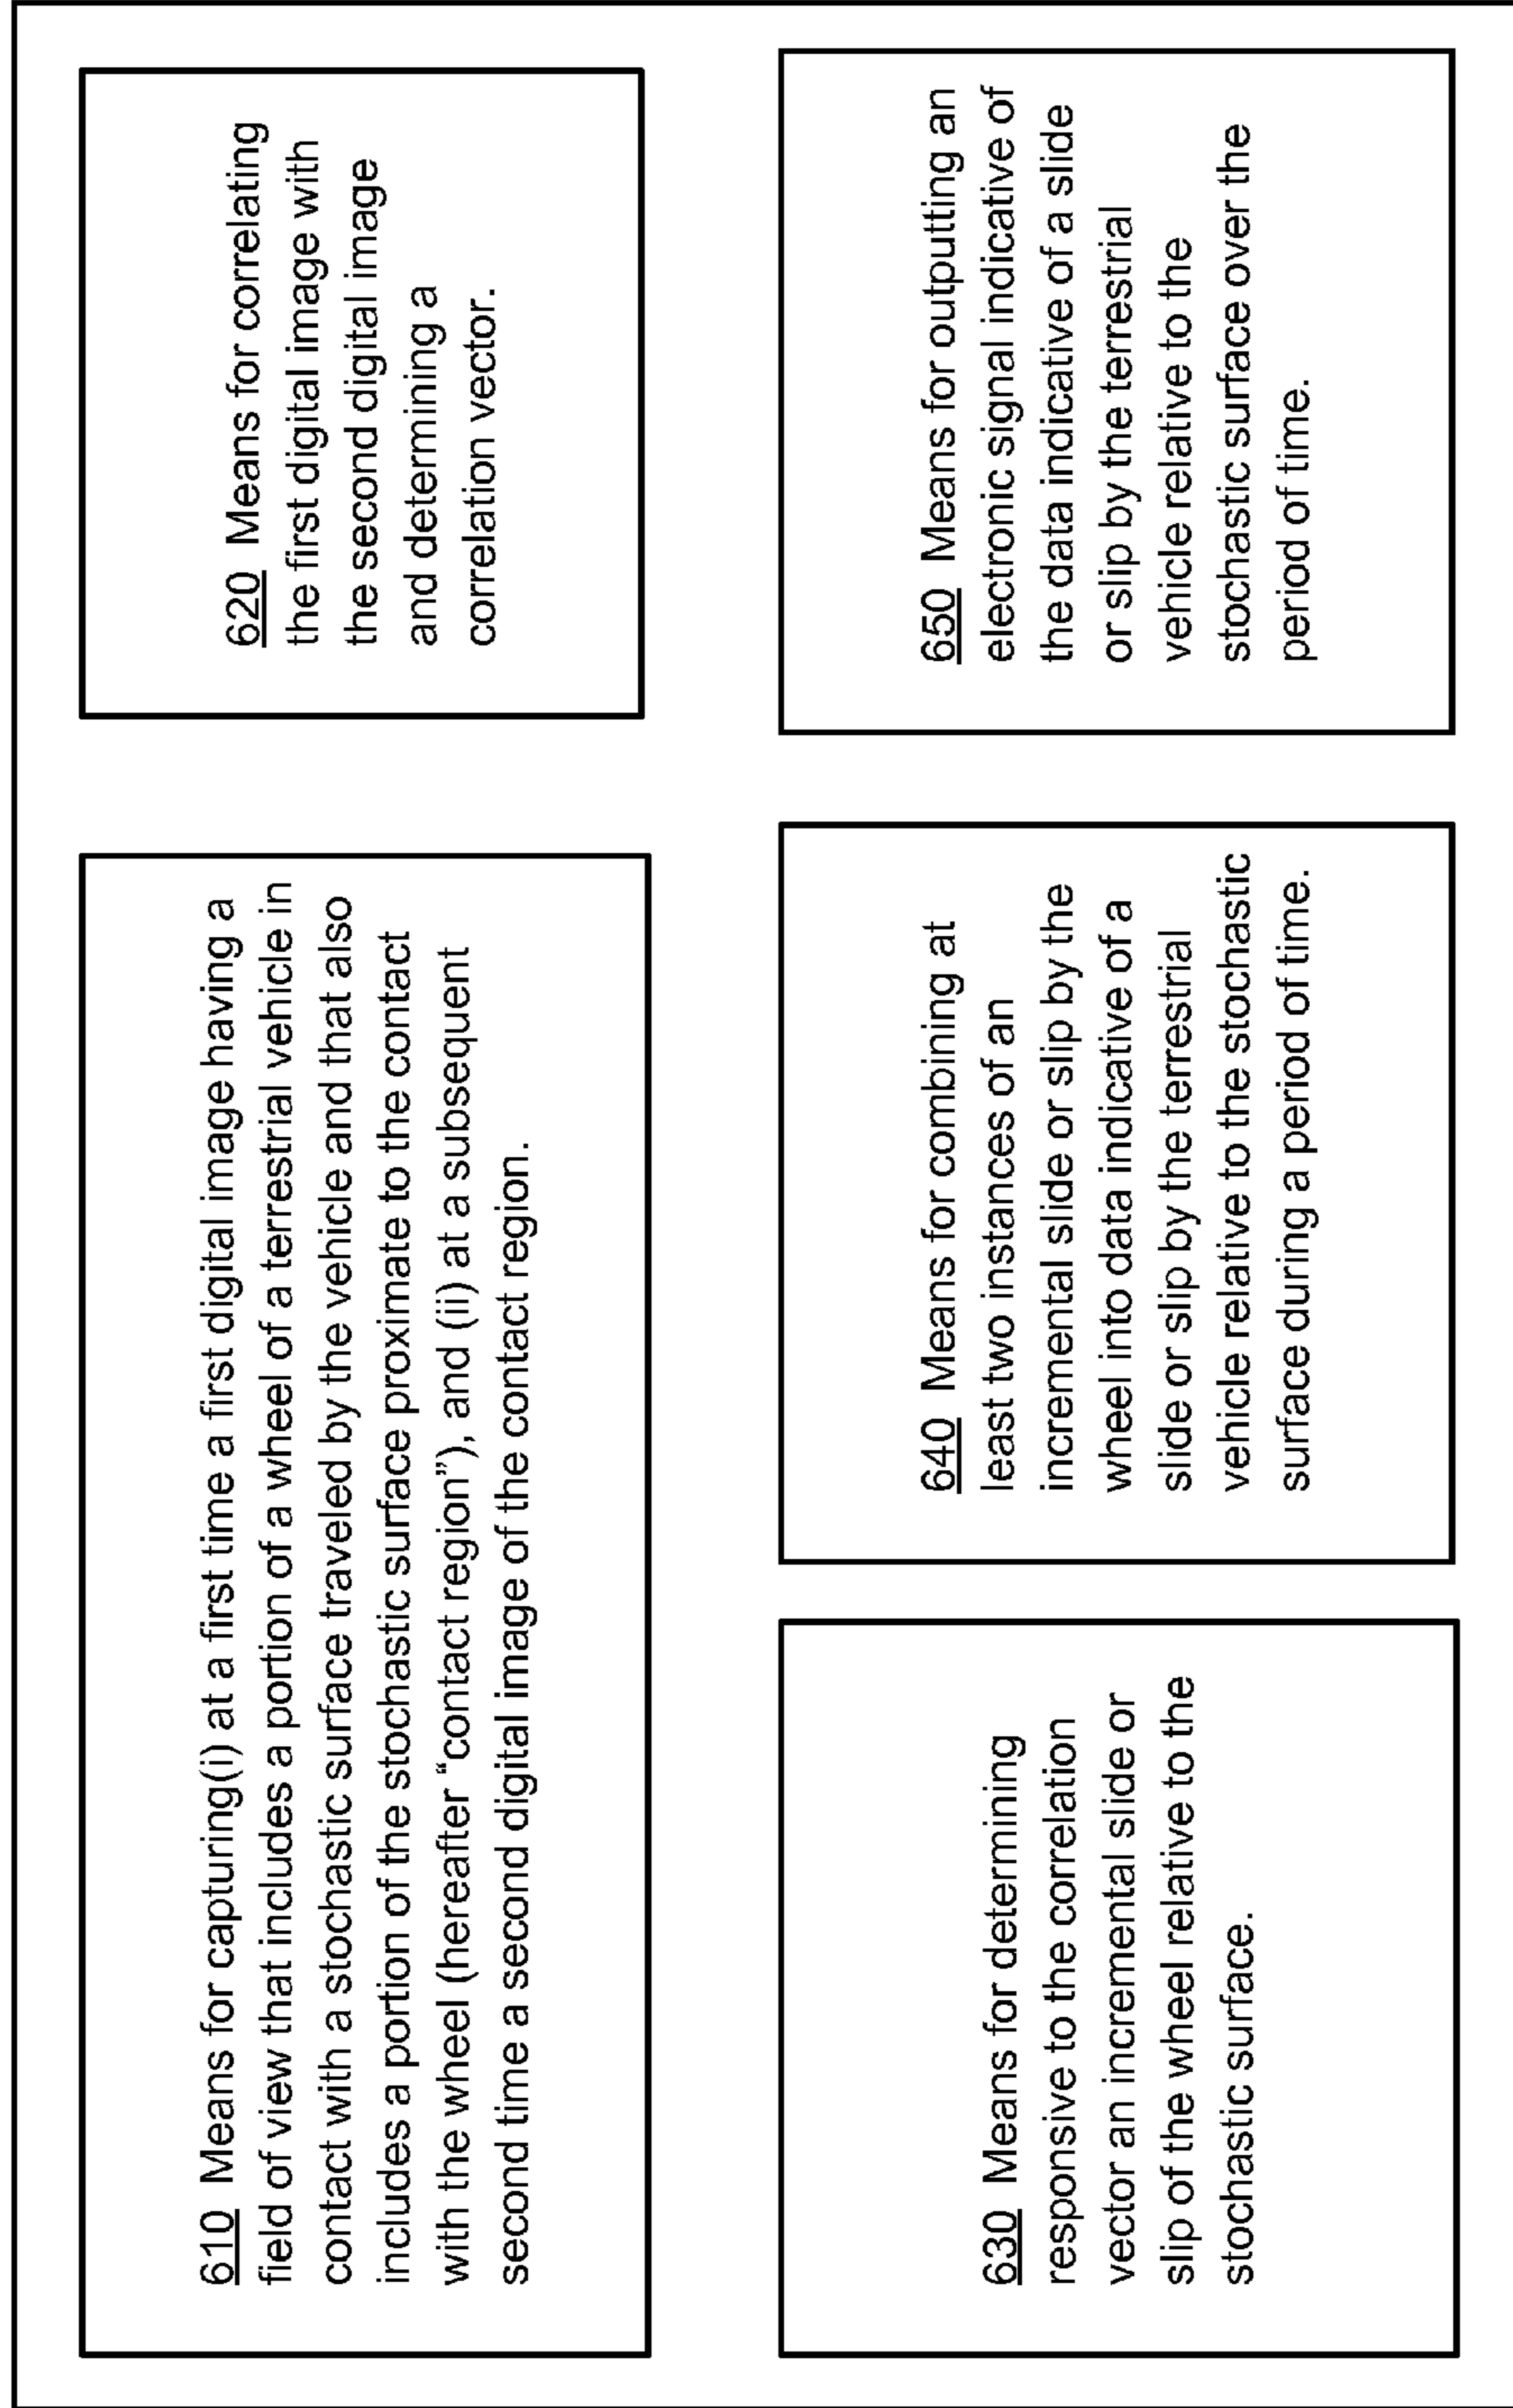 610 Means for capturing(i) at a first time a first digital image having a
field of view that includes a portion of a wheel of a terrestrial vehicle in
contact with a stochastic surface traveled by the vehicle and that also
includes a portion of the stochastic surface proximate to the contact
with the wheel (hereafter “contact region”), and (ii) at a subsequent
second time a second digital image of the contact region.
620 Means for correlating
the first digital image with
the second digital image
and determining a
correlation vector.
630 Means for determining
responsive to the correlation
vector an incremental slide or
slip of the wheel relative to the
stochastic surface.
640 Means for combining at
least two instances of an
incremental slide or slip by the
wheel into data indicative of a
slide or slip by the terrestrial
vehicle relative to the stochastic
surface during a period of time.
650 Means for outputting an
electronic signal indicative of
the data indicative of a slide
or slip by the terrestrial
vehicle relative to the
stochastic surface over the
period of time.